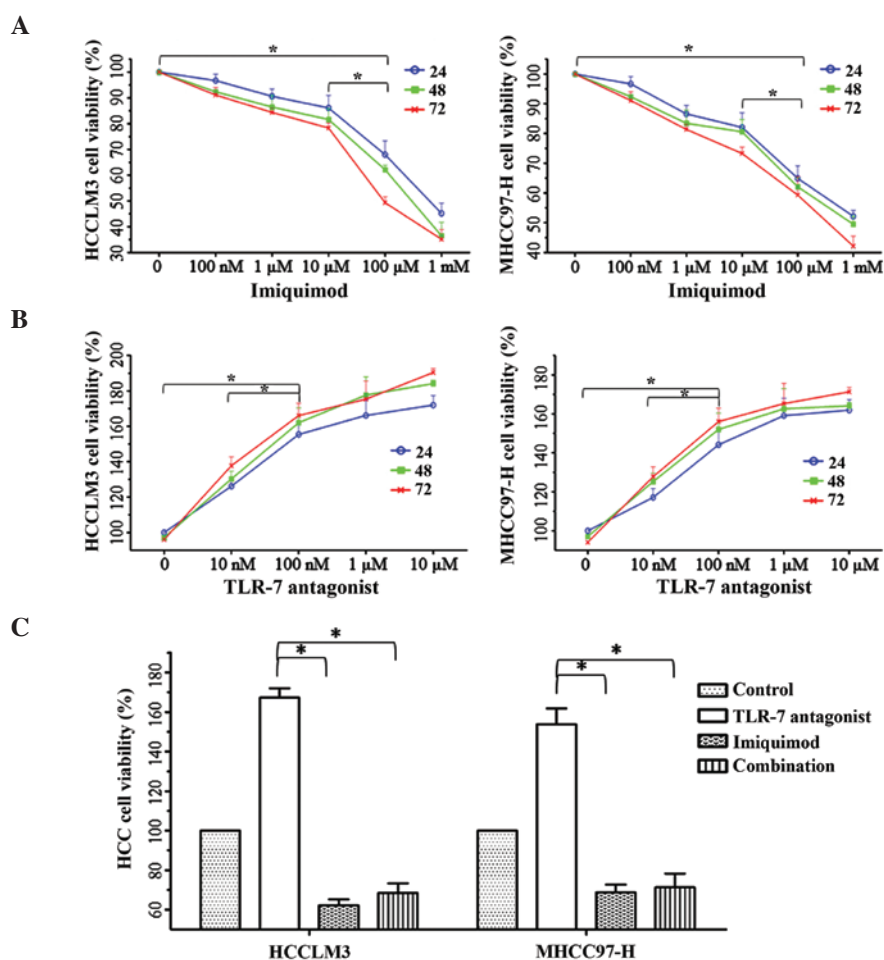 A
HCCLM3 cell viability (%)
100
90
80
70
60
50
40
30
*
*
24
48
72
0 100 nM 1 µM 10 µM 100 µM 1 mM
Imiquimod
MHCC97-H cell viability (%)
100
80
60
40
*
*
24
48
72
0 100 nM 1 µM 10 µM 100 µM 1 mM
Imiquimod
B
HCCLM3 cell viability (%)
200
180
160
140
120
100
*
*
24
48
72
0 10 nM 100 nM 1 µM 10 µM
TLR-7 antagonist
MHCC97-H cell viability (%)
180
160
140
120
100
*
*
24
48
72
0 10 nM 100 nM 1 µM 10 µM
TLR-7 antagonist
C
HCC cell viability (%)
180
160
140
120
100
80
60
*
*
*
*
Control
TLR-7 antagonist
Imiquimod
Combination
HCCLM3 MHCC97-H